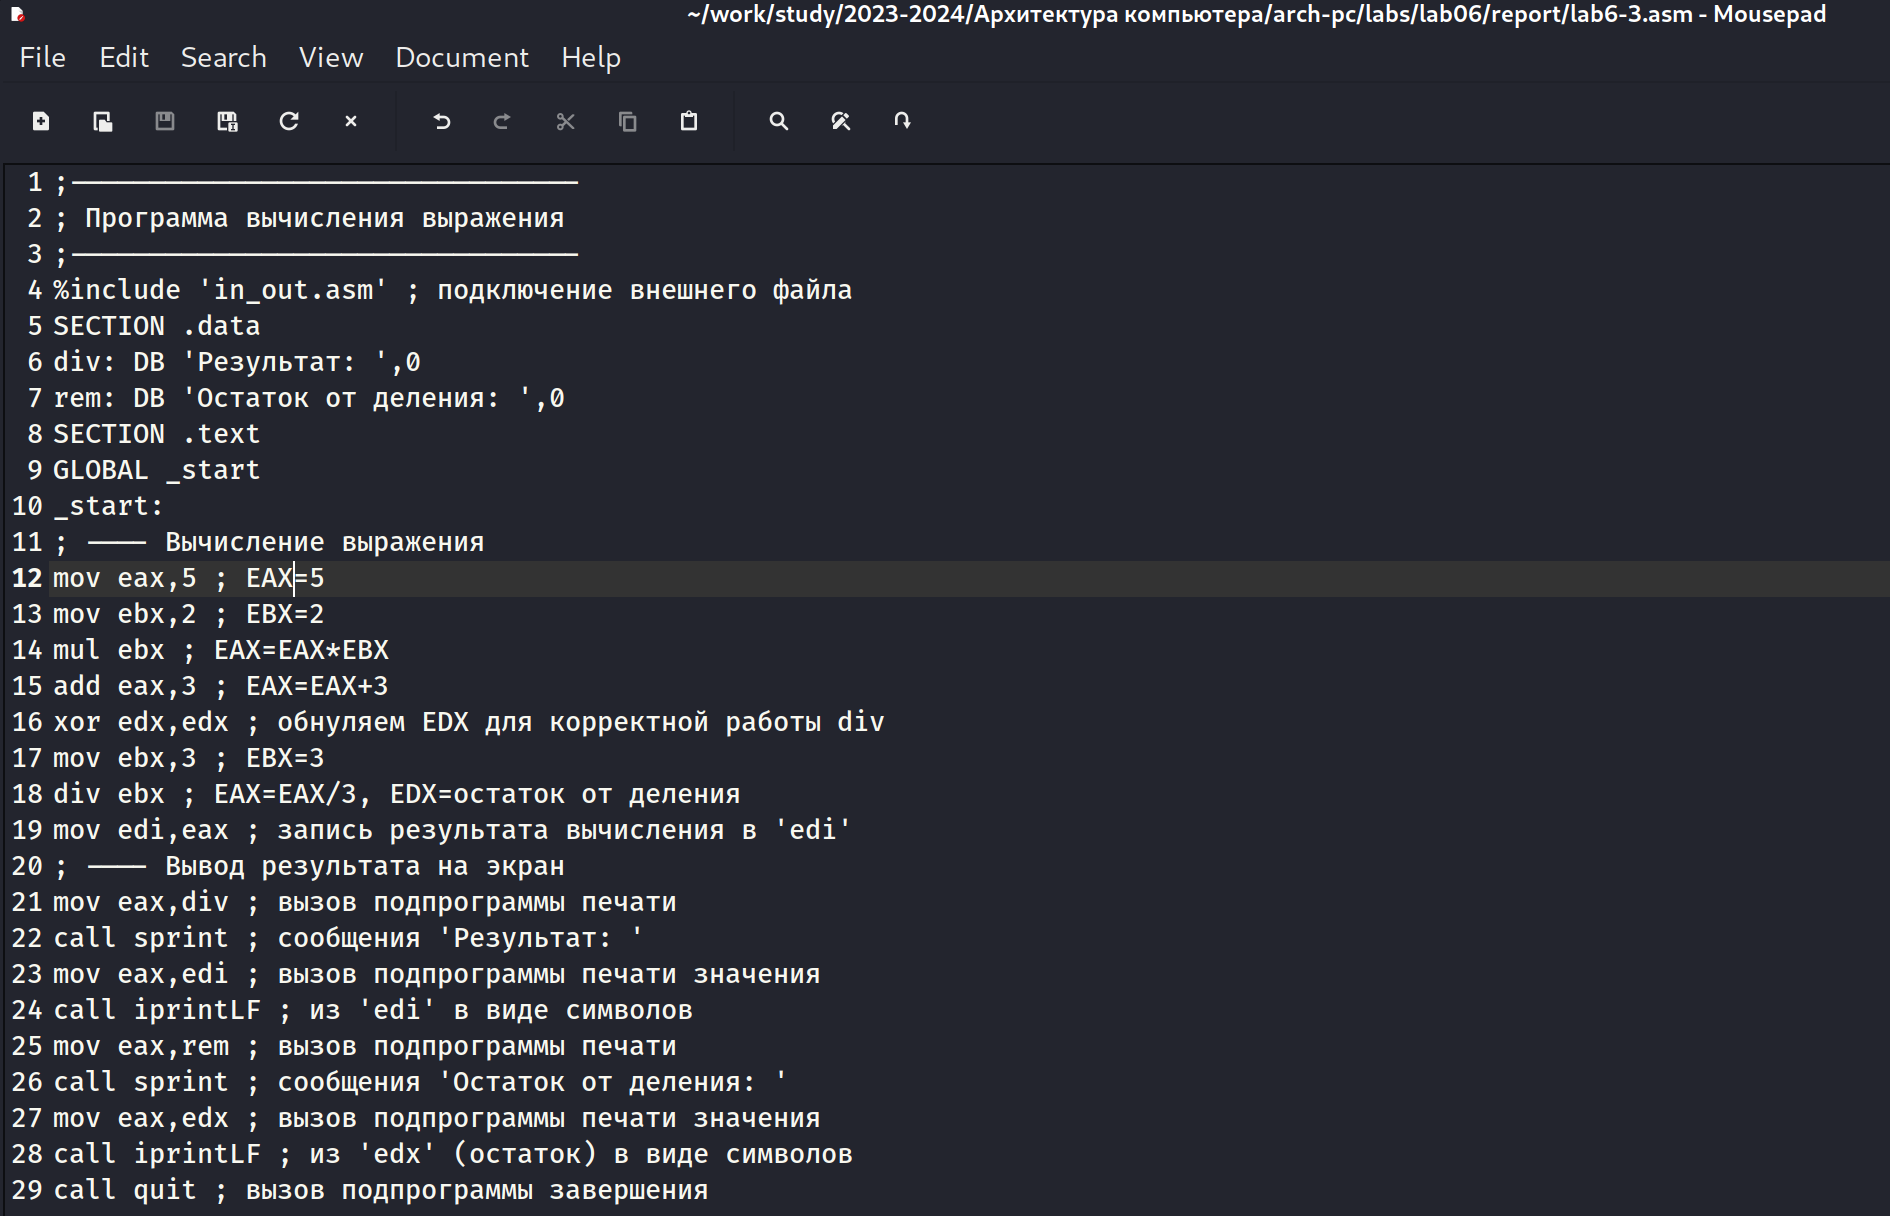 ~/work/study/2023-2024/Архитектура компьютера/arch-pc/labs/lab06/report/lab6-3.asm - Mousepad
File Edit Search View Document Help
1 ;--------------------------------
2 ; Программа вычисления выражения
3 ;--------------------------------
4 %include 'in_out.asm' ; подключение внешнего файла
5 SECTION .data
6 div: DB 'Результат: ',0
7 rem: DB 'Остаток от деления: ',0
8 SECTION .text
9 GLOBAL _start
10 _start:
11 ; ---- Вычисление выражения
12 mov eax,5 ; EAX=5
13 mov ebx,2 ; EBX=2
14 mul ebx ; EAX=EAX*EBX
15 add eax,3 ; EAX=EAX+3
16 xor edx,edx ; обнуляем EDX для корректной работы div
17 mov ebx,3 ; EBX=3
18 div ebx ; EAX=EAX/3, EDX=остаток от деления
19 mov edi,eax ; запись результата вычисления в 'edi'
20 ; ---- Вывод результата на экран
21 mov eax,div ; вызов подпрограммы печати
22 call sprint ; сообщения 'Результат: '
23 mov eax,edi ; вызов подпрограммы печати значения
24 call iprintLF ; из 'edi' в виде символов
25 mov eax,rem ; вызов подпрограммы печати
26 call sprint ; сообщения 'Остаток от деления: '
27 mov eax,edx ; вызов подпрограммы печати значения
28 call iprintLF ; из 'edx' (остаток) в виде символов
29 call quit ; вызов подпрограммы завершения